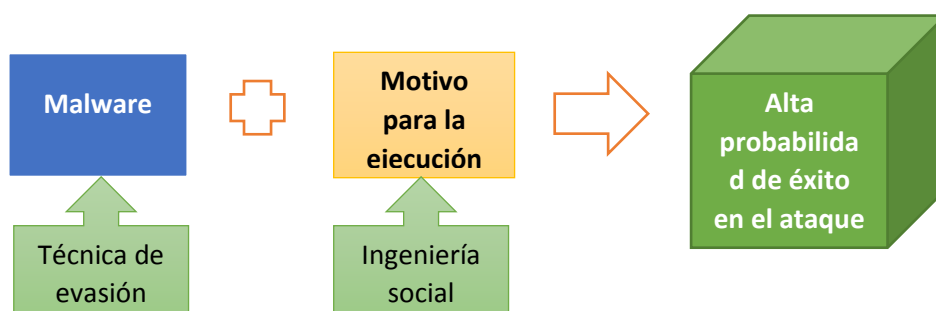 Malware
Motivo
para la
ejecución
Alta
probabilida
d de éxito
en el ataque
Técnica de
evasión
Ingeniería
social